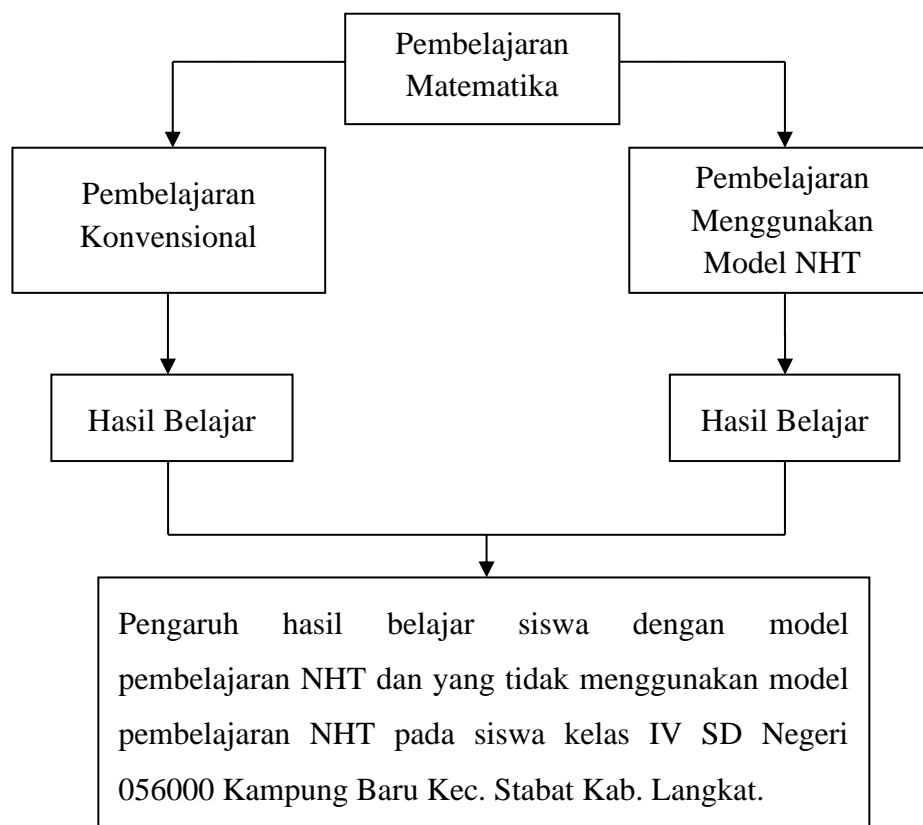 Pembelajaran
Matematika
Pembelajaran
Konvensional
Pembelajaran
Menggunakan
Model NHT
Hasil Belajar
Hasil Belajar
Pengaruh hasil belajar siswa dengan model
pembelajaran NHT dan yang tidak menggunakan model
pembelajaran NHT pada siswa kelas IV SD Negeri
056000 Kampung Baru Kec. Stabat Kab. Langkat.